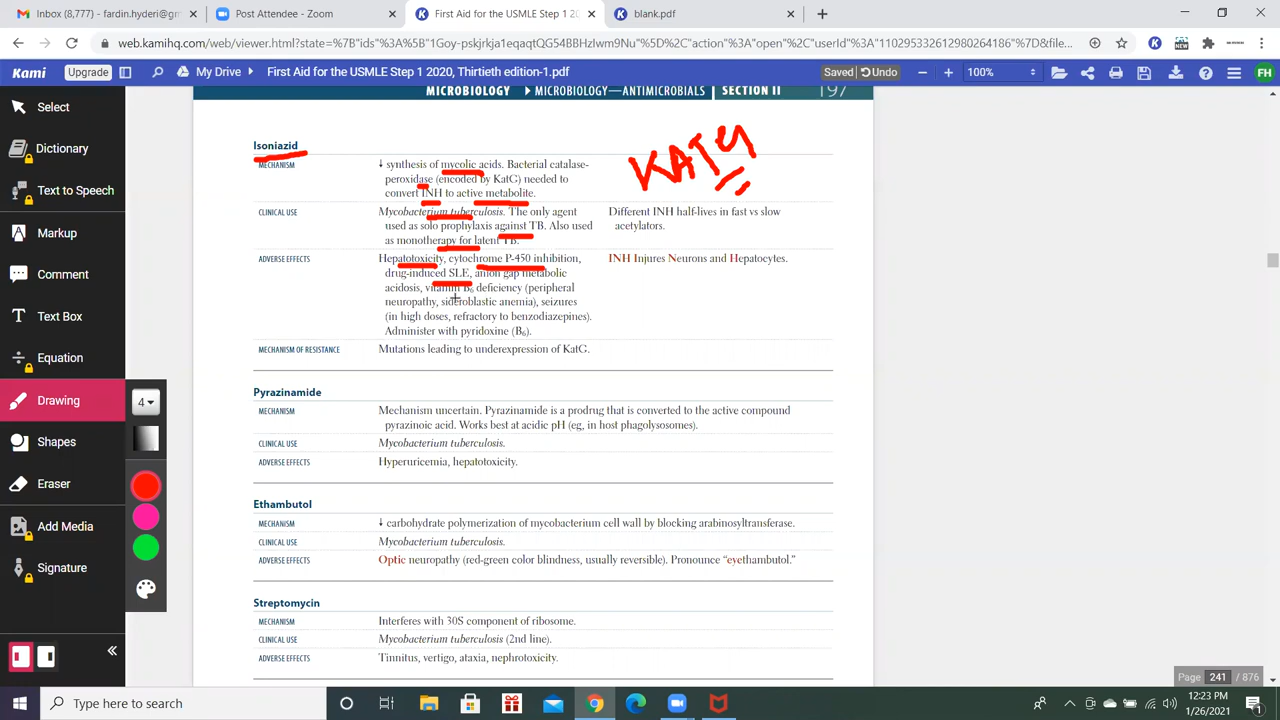 fardin.hyderi@gm
Post Attendee - Zoom
First Aid for the USMLE Step 1 20
blank.pdf
web.kamihq.com/web/viewer.html?state=%7B"ids"%3A%5B"1Goy-pskjtkja1eqaqtQG54BBHzIwm9Nu"%5D%2C"action"%3A"open"%2C"userId"%3A"110295332612980264186"%7D&file...
Kami
Upgrade
My Drive
First Aid for the USMLE Step 1 2020, Thirtieth edition-1.pdf
Saved
Undo
100%
FH
Select
Dictionary
Text to Speech
Markup
Comment
Text Box
Equation
Drawing
Shapes
Eraser
Add Media
Signature
4
MICROBIOLOGY ▶ MICROBIOLOGY—ANTIMICROBIALS SECTION II 197
Isoniazid
MECHANISM
↓ synthesis of mycolic acids. Bacterial catalase-
peroxidase (encoded by KatG) needed to
convert INH to active metabolite.
CLINICAL USE
Mycobacterium tuberculosis. The only agent
used as solo prophylaxis against TB. Also used
as monotherapy for latent TB.
Different INH half-lives in fast vs slow
acetylators.
ADVERSE EFFECTS
Hepatotoxicity, cytochrome P-450 inhibition,
drug-induced SLE, anion gap metabolic
acidosis, vitamin B6 deficiency (peripheral
neuropathy, sideroblastic anemia), seizures
(in high doses, refractory to benzodiazepines).
Administer with pyridoxine (B6).
INH Injures Neurons and Hepatocytes.
MECHANISM OF RESISTANCE
Mutations leading to underexpression of KatG.
Pyrazinamide
MECHANISM
Mechanism uncertain. Pyrazinamide is a prodrug that is converted to the active compound
pyrazinoic acid. Works best at acidic pH (eg, in host phagolysosomes).
CLINICAL USE
Mycobacterium tuberculosis.
ADVERSE EFFECTS
Hyperuricemia, hepatotoxicity.
Ethambutol
MECHANISM
↓ carbohydrate polymerization of mycobacterium cell wall by blocking arabinosyltransferase.
CLINICAL USE
Mycobacterium tuberculosis.
ADVERSE EFFECTS
Optic neuropathy (red-green color blindness, usually reversible). Pronounce “eyethambutol.”
Streptomycin
MECHANISM
Interferes with 30S component of ribosome.
CLINICAL USE
Mycobacterium tuberculosis (2nd line).
ADVERSE EFFECTS
Tinnitus, vertigo, ataxia, nephrotoxicity.
Page 241 / 876
Type here to search
12:23 PM
1/26/2021